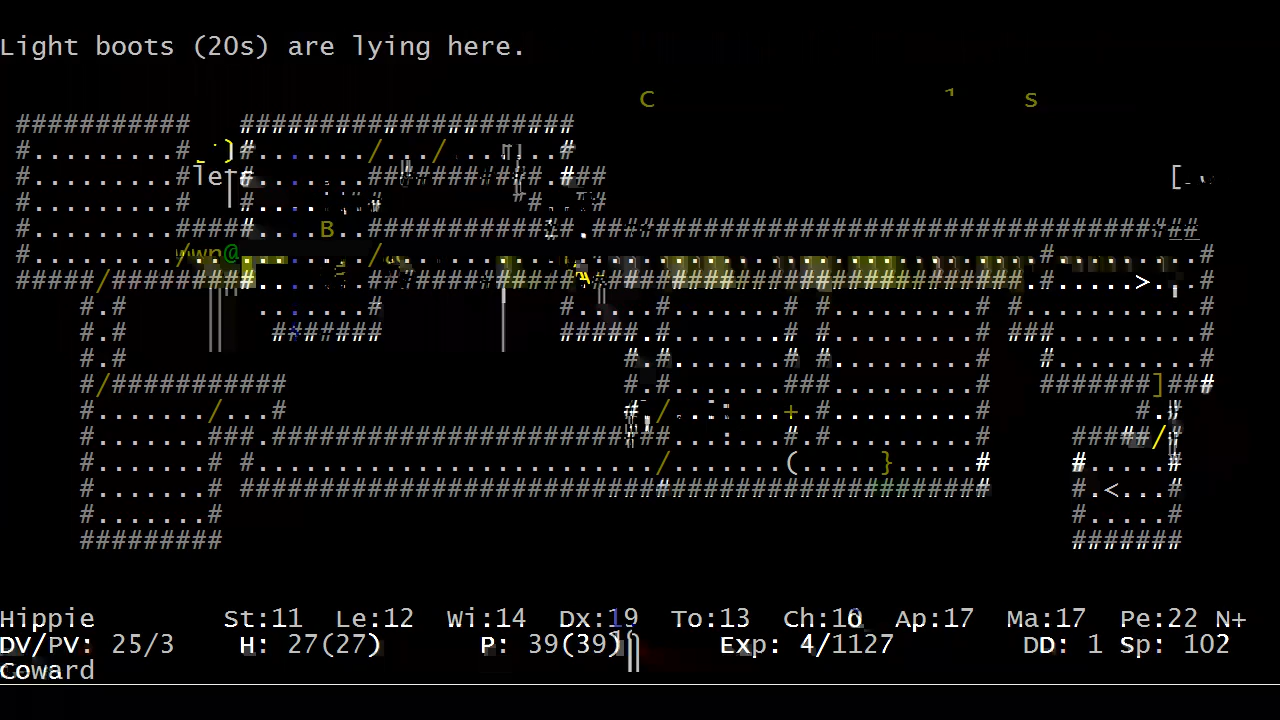 Light boots (20s) are lying here.
Hippie St:11 Le:12 Wi:14 Dx:19 To:13 Ch:16 Ap:17 Ma:17 Pe:22 N+
DV/PV: 25/3 H: 27(27) P: 39(39) Exp: 4/1127 DD: 1 Sp: 102
Coward